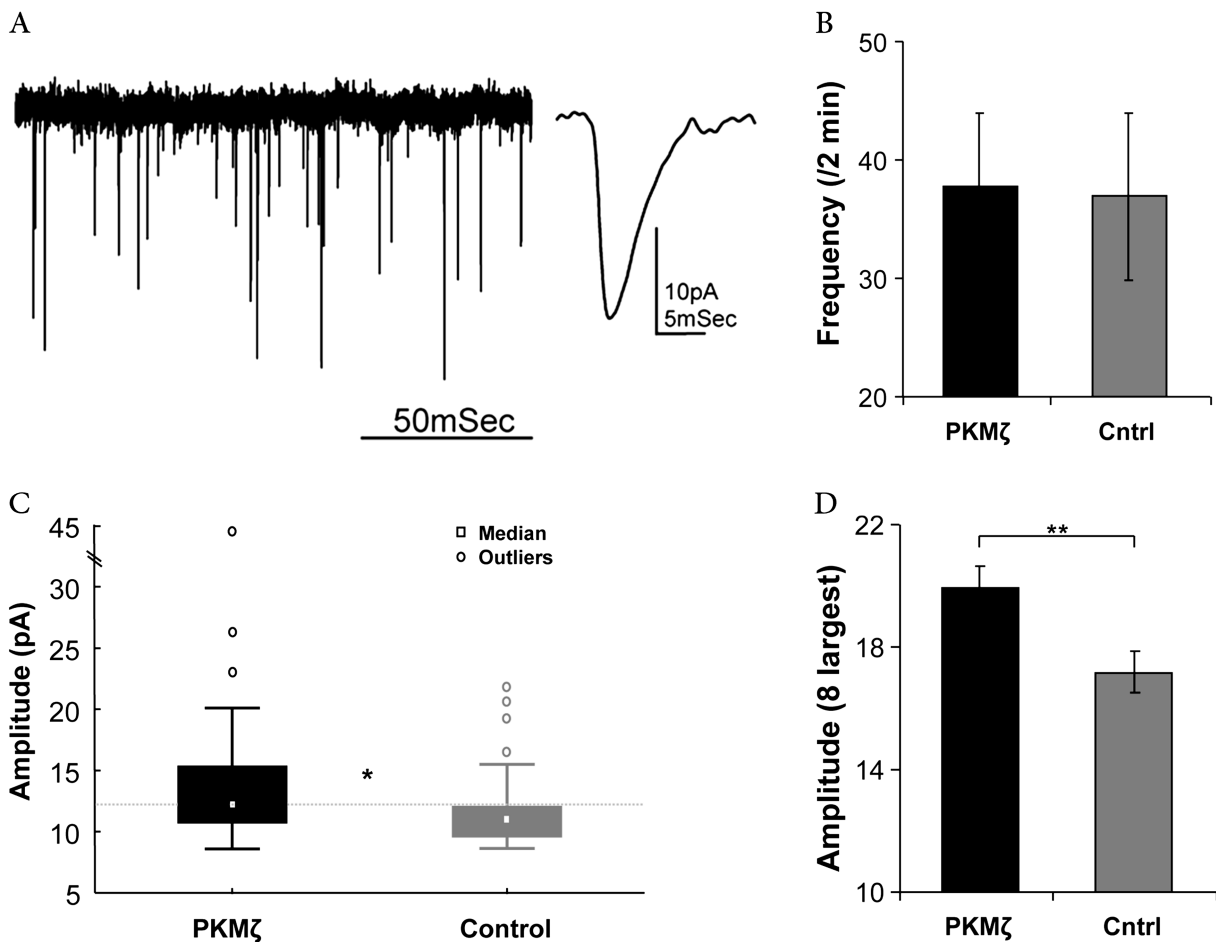 A
10pA
5mSec
50mSec
B
Frequency (/2 min)
50
40
30
20
PKMζ
Cntrl
C
Amplitude (pA)
45
30
25
20
15
10
5
Median
Outliers
*
PKMζ
Control
D
Amplitude (8 largest)
22
18
14
10
**
PKMζ
Cntrl